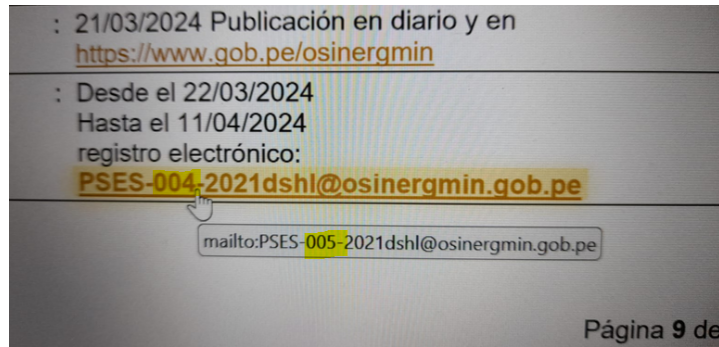 : 21/03/2024 Publicación en diario y en
https://www.gob.pe/osinergmin
: Desde el 22/03/2024
Hasta el 11/04/2024
registro electrónico:
PSES-004-2021dshl@osinergmin.gob.pe
mailto:PSES-005-2021dshl@osinergmin.gob.pe
Página 9 de